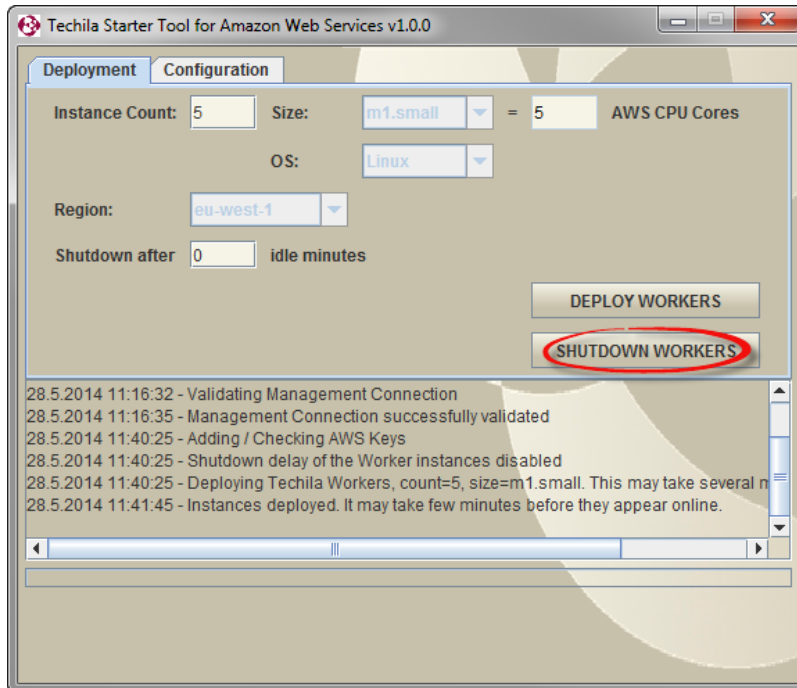 Techila Starter Tool for Amazon Web Services v1.0.0
Deployment Configuration
Instance Count: 5 Size: m1.small = 5 AWS CPU Cores
OS: Linux
Region: eu-west-1
Shutdown after 0 idle minutes
DEPLOY WORKERS
SHUTDOWN WORKERS
28.5.2014 11:16:32 - Validating Management Connection
28.5.2014 11:16:35 - Management Connection successfully validated
28.5.2014 11:40:25 - Adding / Checking AWS Keys
28.5.2014 11:40:25 - Shutdown delay of the Worker instances disabled
28.5.2014 11:40:25 - Deploying Techila Workers, count=5, size=m1.small. This may take several
28.5.2014 11:41:45 - Instances deployed. It may take few minutes before they appear online.